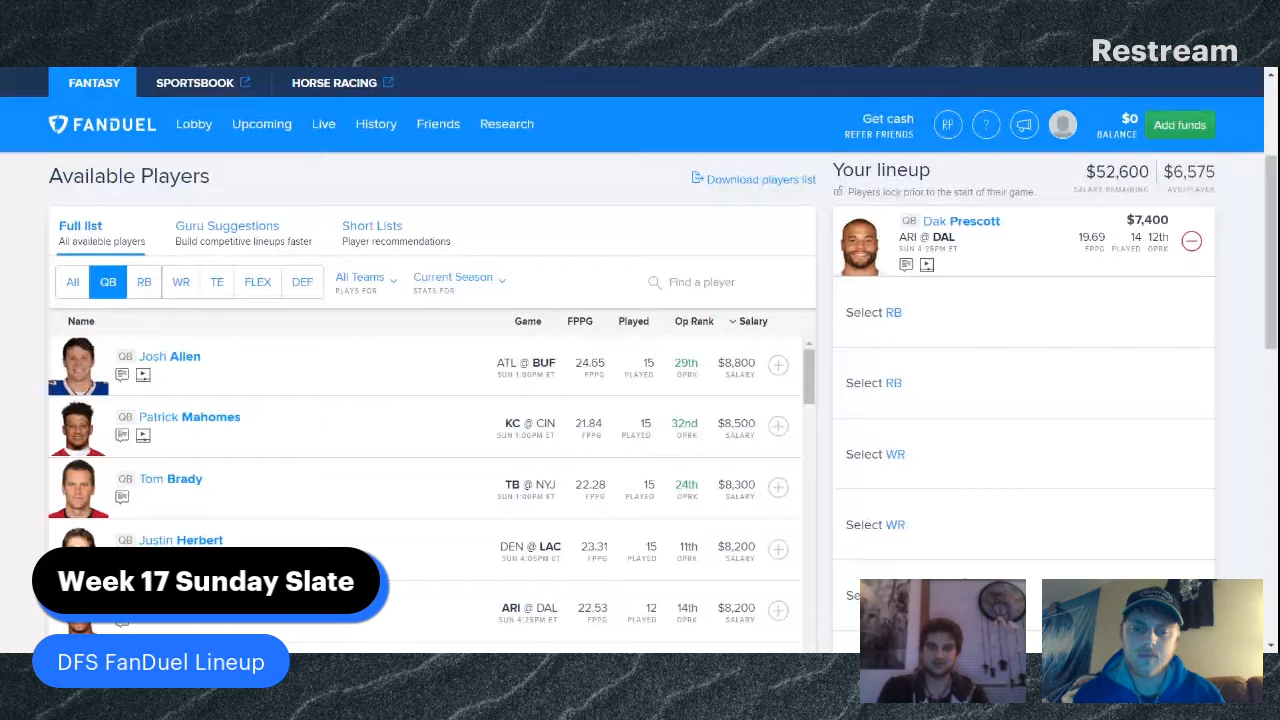 Restream
FANTASY SPORTSBOOK HORSE RACING
FANDUEL Lobby Upcoming Live History Friends Research
Get cash
REFER FRIENDS
RP ?
$0
BALANCE
Add funds
Available Players
Download players list
Full list
All available players
Guru Suggestions
Build competitive lineups faster
Short Lists
Player recommendations
All QB RB WR TE FLEX DEF
All Teams
PLAYS FOR
Current Season
STATS FOR
Find a player
Name Game FPPG Played Op Rank Salary
QB Josh Allen
ATL @ BUF 24.65 15 29th $8,800
SUN 1:00PM ET FPPG PLAYED OPRK SALARY
QB Patrick Mahomes
KC @ CIN 21.84 15 32nd $8,500
SUN 1:00PM ET FPPG PLAYED OPRK SALARY
QB Tom Brady
TB @ NYJ 22.28 15 24th $8,300
SUN 1:00PM ET FPPG PLAYED OPRK SALARY
QB Justin Herbert
DEN @ LAC 23.31 15 11th $8,200
SUN 4:05PM ET FPPG PLAYED OPRK SALARY
ARI @ DAL 22.53 12 14th $8,200
SUN 4:25PM ET FPPG PLAYED OPRK SALARY
Your lineup
Players lock prior to the start of their game.
$52,600 $6,575
SALARY REMAINING AVG/PLAYER
QB Dak Prescott
$7,400
ARI @ DAL
SUN 4:25PM ET
19.69 14 12th
FPPG PLAYED OPRK
Select RB
Select RB
Select WR
Select WR
Se
Week 17 Sunday Slate
DFS FanDuel Lineup